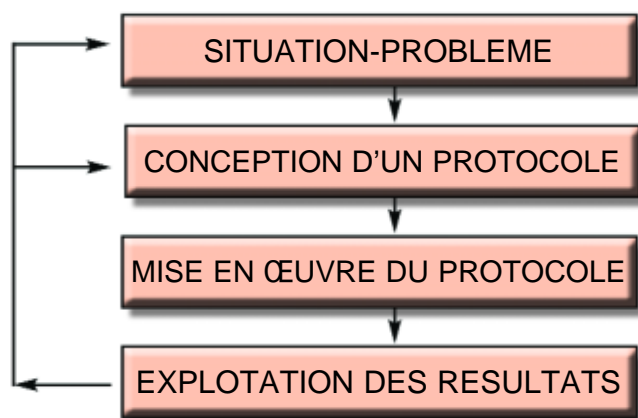 SITUATION-PROBLEME
CONCEPTION D'UN PROTOCOLE
MISE EN ŒUVRE DU PROTOCOLE
EXPLOTATION DES RESULTATS